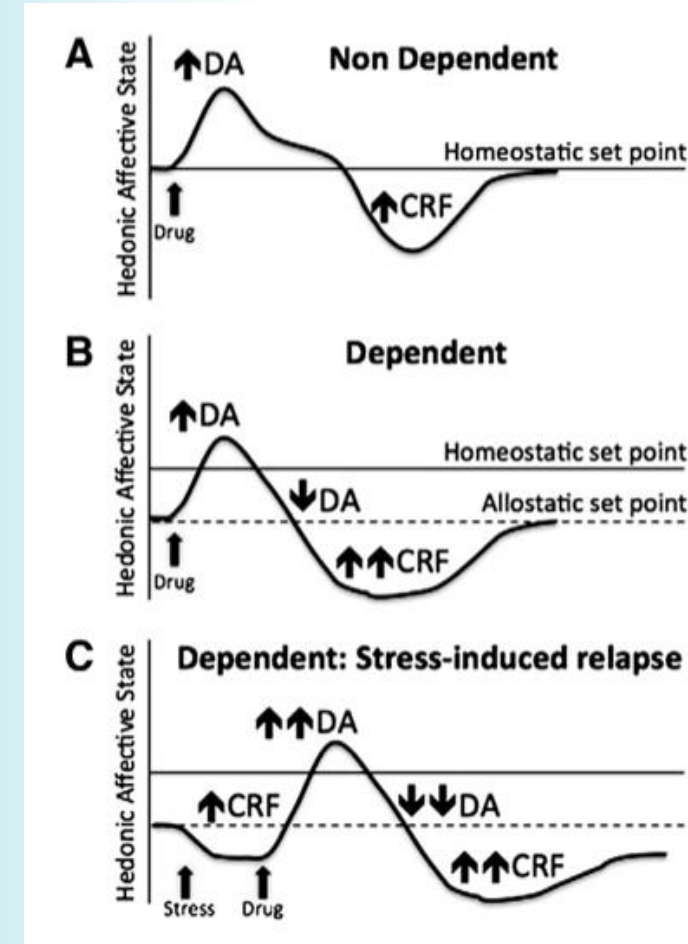 A
Non Dependent
Hedonic Affective State
↑DA
Homeostatic set point
↑CRF
Drug
B
Dependent
Hedonic Affective State
↑DA
Homeostatic set point
↓DA
Allostatic set point
↑↑CRF
Drug
C
Dependent: Stress-induced relapse
Hedonic Affective State
↑↑DA
↑CRF
↓↓DA
↑↑CRF
Stress Drug